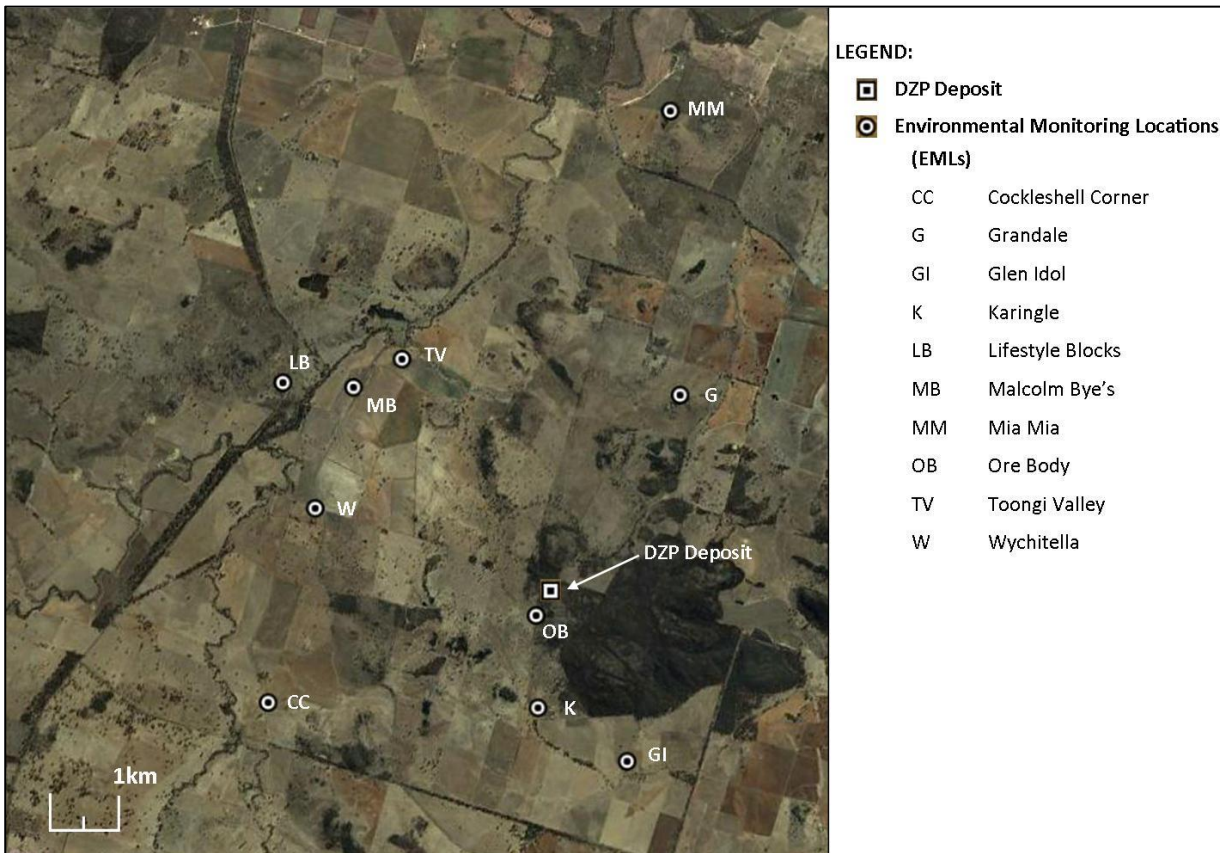 MM
LB
TV
MB
G
W
DZP Deposit
OB
CC
K
GI
1km
LEGEND:
DZP Deposit
Environmental Monitoring Locations
(EMLs)
CC Cockleshell Corner
G Grandale
GI Glen Idol
K Karingle
LB Lifestyle Blocks
MB Malcolm Bye's
MM Mia Mia
OB Ore Body
TV Toongi Valley
W Wychitella